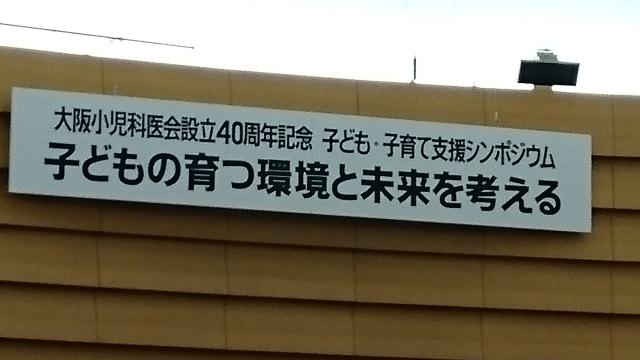 大阪小児科医会設立40周年記念 子ども・子育て支援シンポジウム
子どもの育つ環境と未来を考える